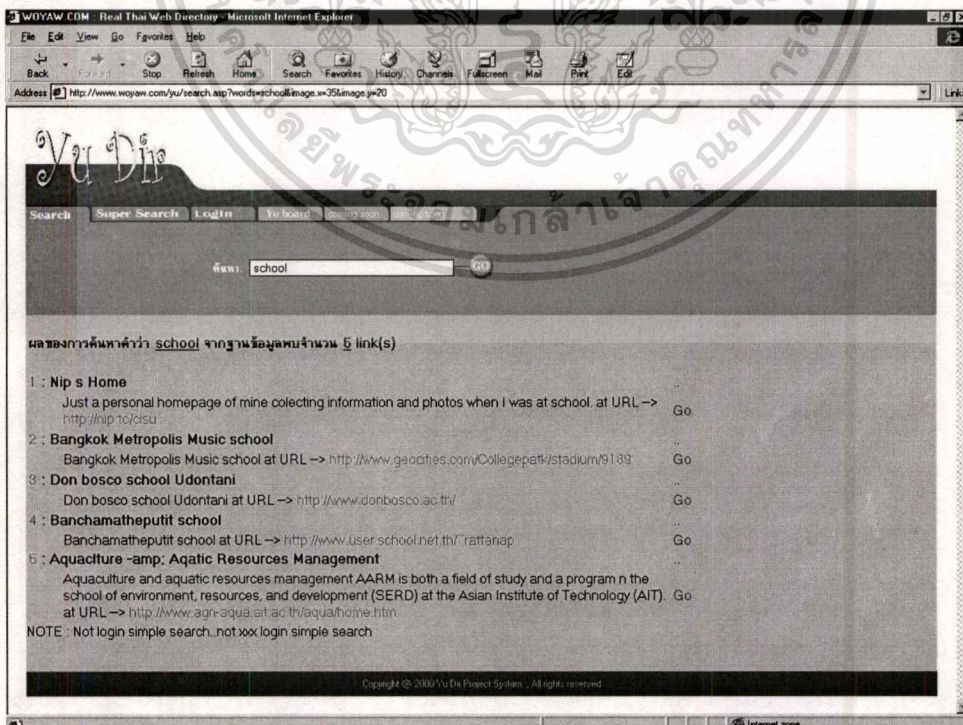 WOYAW.COM : Real Thai Web Directory - Microsoft Internet Explorer
File Edit View Go Favorites Help
Back Forward Stop Refresh Home Search Favorites History Channels Fullscreen Mail Print Edit
Address http://www.woyaw.com/yu/search.asp?words=school&image.x=35&image.y=20 Link
Yu Dir
Search Super Search LogIn Yu board coming soon coming soon
ค้นหา: school GO
ผลของการค้นหาคำว่า school จากฐานข้อมูลพบจำนวน 5 link(s)
1 : Nip s Home
Just a personal homepage of mine colecting information and photos when I was at school. at URL -->
http://nip.to/cisu Go
2 : Bangkok Metropolis Music school
Bangkok Metropolis Music school at URL --> http://www.geocities.com/Collegepatk/stadium/9189 Go
3 : Don bosco school Udontani
Don bosco school Udontani at URL --> http://www.donbosco.ac.th/ Go
4 : Banchamatheputit school
Banchamatheputit school at URL --> http://www.user.school.net.th/~rattanap Go
5 : Aquaclture -amp; Aqatic Resources Management
Aquaculture and aquatic resources management AARM is both a field of study and a program n the
school of environment, resources, and development (SERD) at the Asian Institute of Technology (AIT). Go
at URL --> http://www.agri-aqua.ait.ac.th/aqua/home.htm
NOTE : Not login simple search..not xxx login simple search
Copyright @ 2000 Yu Dir Project System , All rights reserved
Internet zone